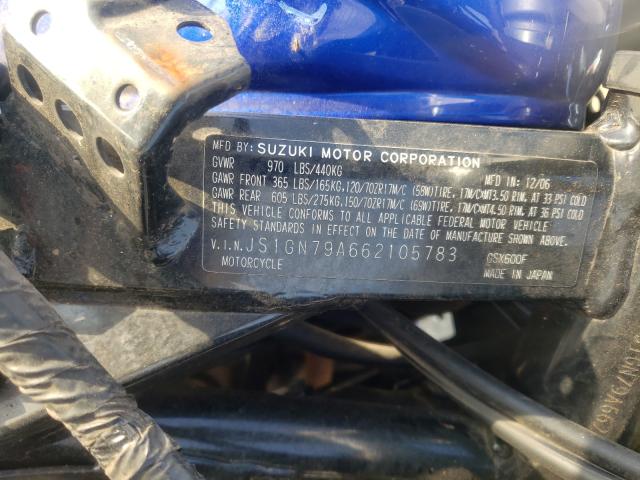 MFD BY: SUZUKI MOTOR CORPORATION
GVWR 970 LBS/440KG MFD IN: 12/06
GAWR FRONT 365 LBS/165KG,120/70ZR17M/C (58W)TIRE, 17M/C×MT3.50 RIM, AT 33 PSI COLD
GAWR REAR 605 LBS/275KG,150/70ZR17M/C (69W)TIRE, 17M/C×MT4.50 RIM, AT 36 PSI COLD
THIS VEHICLE CONFORMS TO ALL APPLICABLE FEDERAL MOTOR VEHICLE
SAFETY STANDARDS IN EFFECT ON THE DATE OF MANUFACTURE SHOWN ABOVE.
V.I.N. JS1GN79A662105783 GSX600F
MOTORCYCLE MADE IN JAPAN